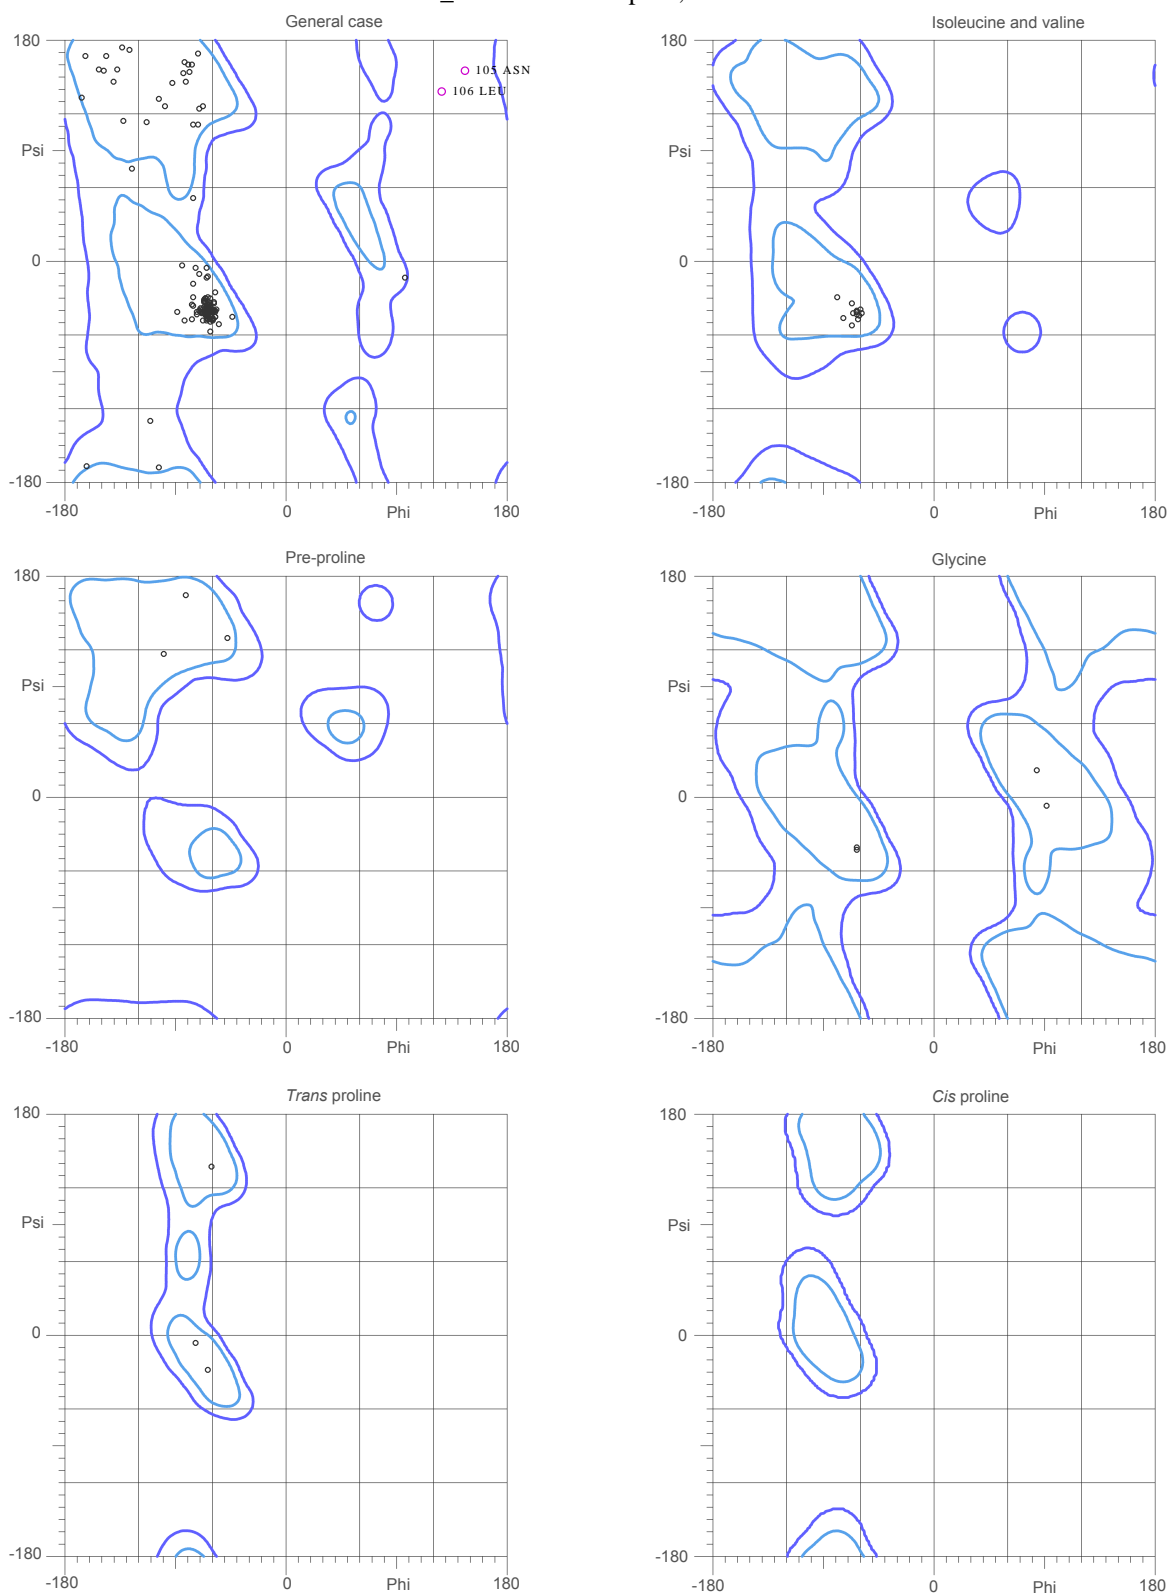 General case
Isoleucine and valine
180
105 ASN
106 LEU
Psi
0
-180
-180
0
Phi
180
180
Psi
0
-180
-180
0
Phi
180
Pre-proline
Glycine
180
Psi
0
-180
-180
0
Phi
180
180
Psi
0
-180
-180
0
Phi
180
Trans proline
Cis proline
180
Psi
0
-180
-180
0
Phi
180
180
Psi
0
-180
-180
0
Phi
180